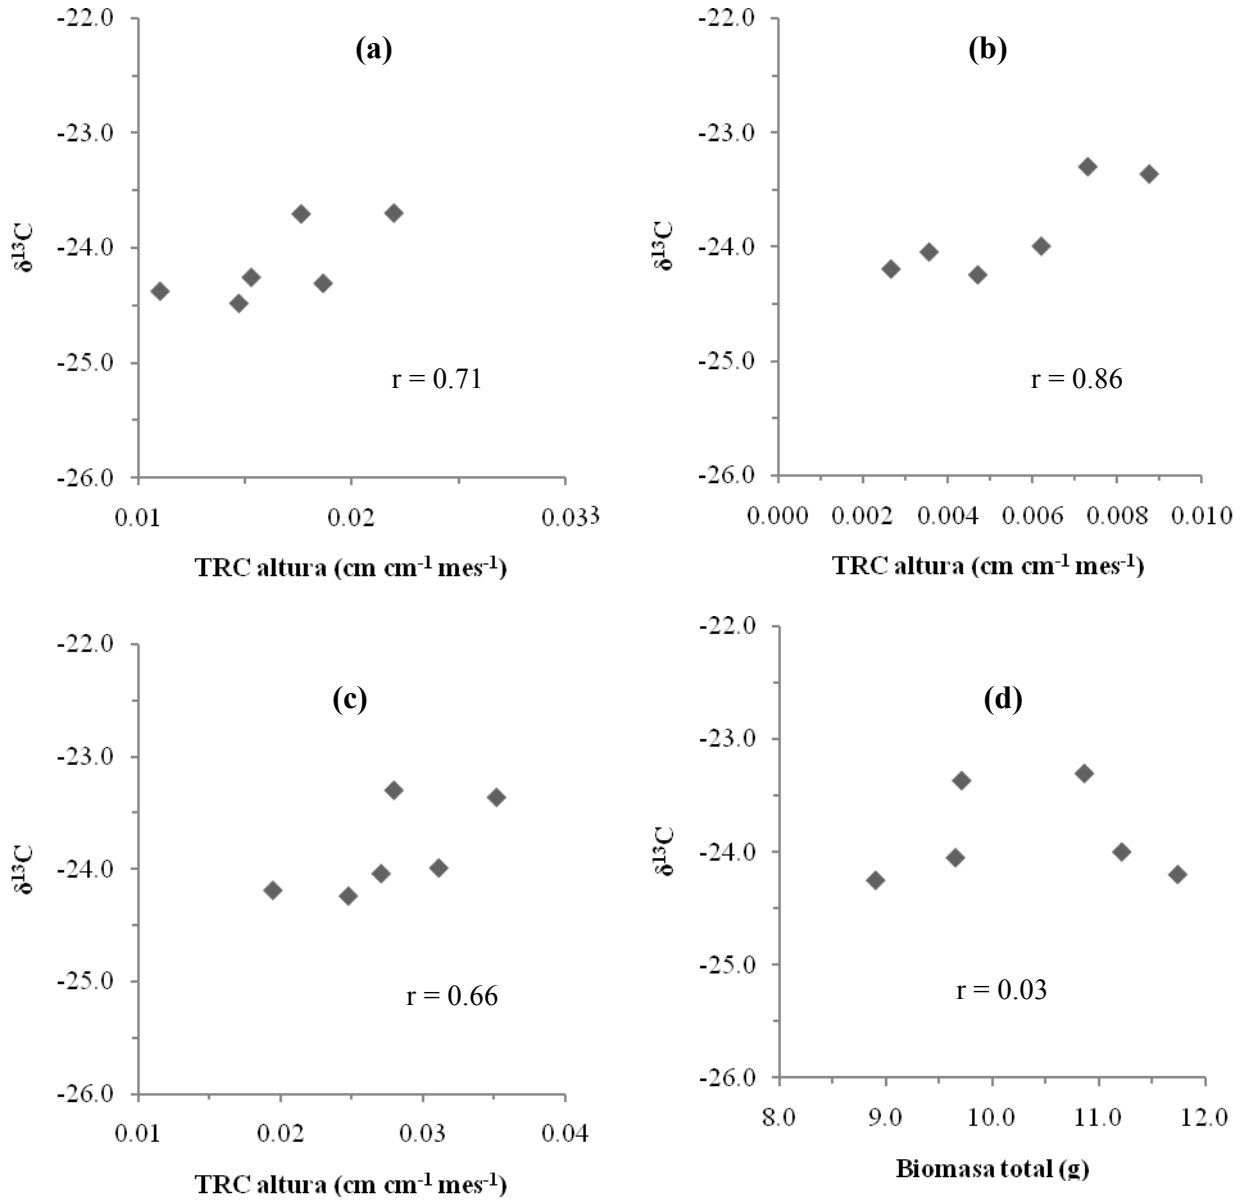 (a)
-22.0
-23.0
-24.0
-25.0
-26.0
δ¹³C
r = 0.71
0.01 0.02 0.033
TRC altura (cm cm⁻¹ mes⁻¹)
(b)
-22.0
-23.0
-24.0
-25.0
-26.0
δ¹³C
r = 0.86
0.000 0.002 0.004 0.006 0.008 0.010
TRC altura (cm cm⁻¹ mes⁻¹)
(c)
-22.0
-23.0
-24.0
-25.0
-26.0
δ¹³C
r = 0.66
0.01 0.02 0.03 0.04
TRC altura (cm cm⁻¹ mes⁻¹)
(d)
-22.0
-23.0
-24.0
-25.0
-26.0
δ¹³C
r = 0.03
8.0 9.0 10.0 11.0 12.0
Biomasa total (g)